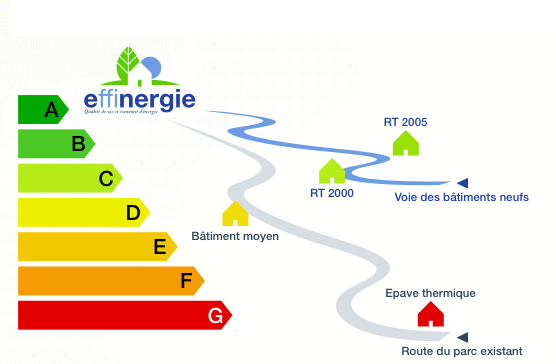 effinergie
Qualité de vie et économie d'énergie
A
B
C
D
E
F
G
RT 2005
RT 2000
Voie des bâtiments neufs
Bâtiment moyen
Epave thermique
Route du parc existant